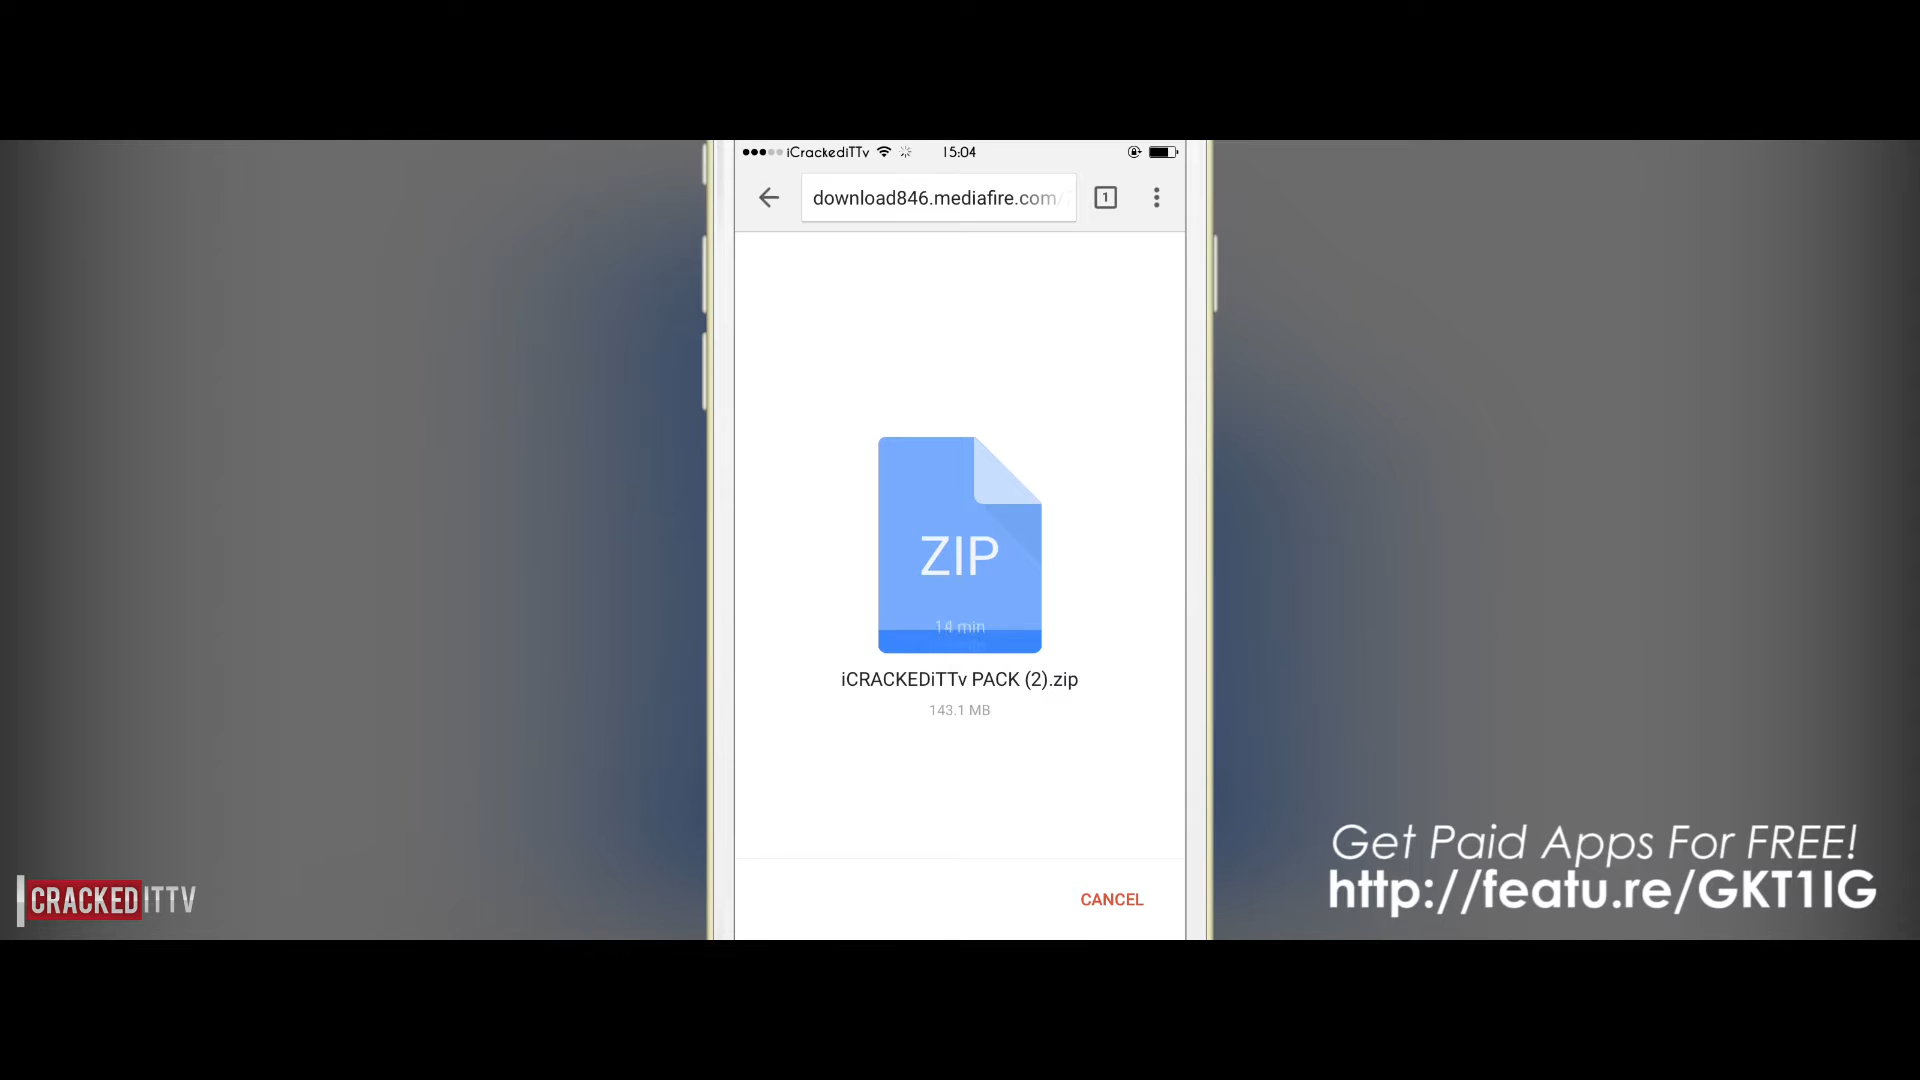 iCrackediTTv 15:04
download846.mediafire.com/
1
ZIP
14 min
iCRACKEDiTTv PACK (2).zip
143.1 MB
CANCEL
Get Paid Apps For FREE!
http://featu.re/GKT1IG
ICRACKEDITTV